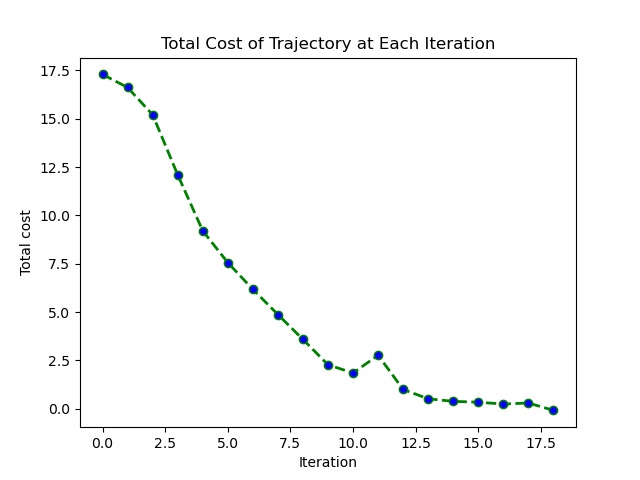 Total Cost of Trajectory at Each Iteration
17.5
15.0
12.5
10.0
7.5
5.0
2.5
0.0
Total cost
0.0 2.5 5.0 7.5 10.0 12.5 15.0 17.5
Iteration